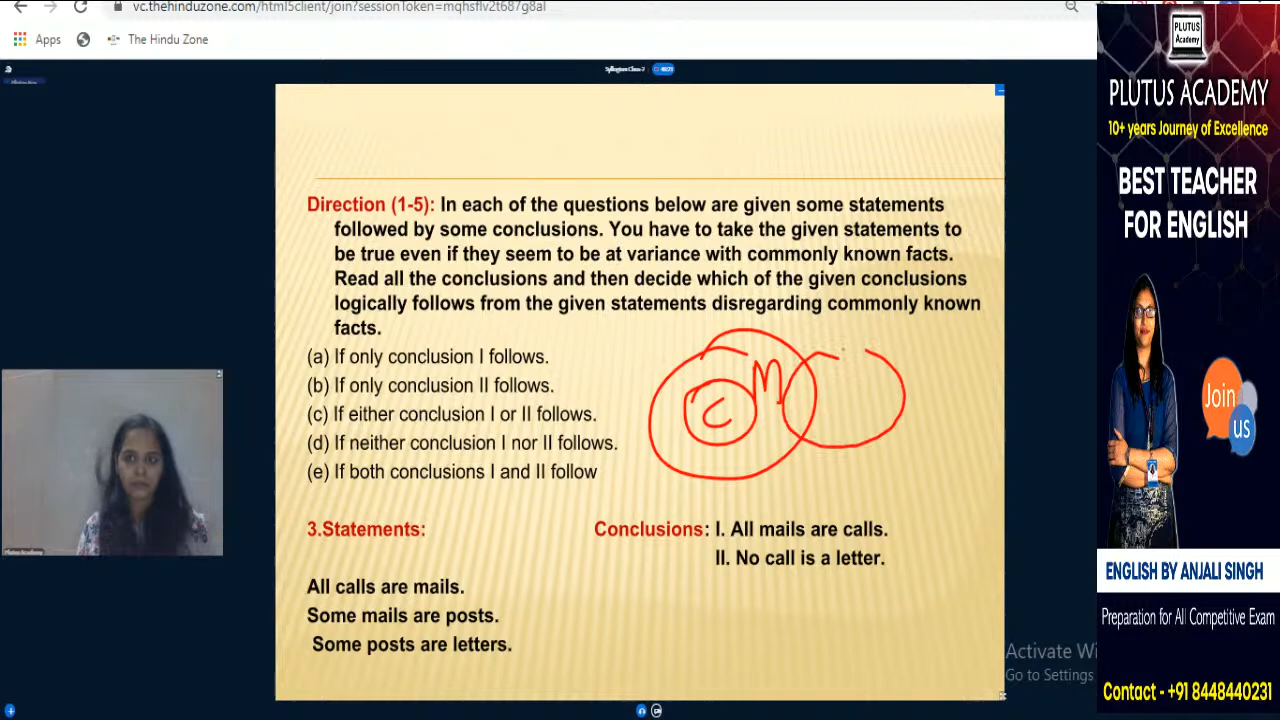 vc.thehinduzone.com/html5client/join?sessionToken=mqhsflv2t687g8al
Apps
The Hindu Zone
Syllogism Class-2
Direction (1-5): In each of the questions below are given some statements
followed by some conclusions. You have to take the given statements to
be true even if they seem to be at variance with commonly known facts.
Read all the conclusions and then decide which of the given conclusions
logically follows from the given statements disregarding commonly known
facts.
(a) If only conclusion I follows.
(b) If only conclusion II follows.
(c) If either conclusion I or II follows.
(d) If neither conclusion I nor II follows.
(e) If both conclusions I and II follow
C
M
3.Statements:
Conclusions: I. All mails are calls.
II. No call is a letter.
All calls are mails.
Some mails are posts.
Some posts are letters.
Plutus Academy
Activate Wi
Go to Settings
PLUTUS
Academy
PLUTUS ACADEMY
10+ years Journey of Excellence
BEST TEACHER
FOR ENGLISH
Join
us
ENGLISH BY ANJALI SINGH
Preparation for All Competitive Exam
Contact - +91 8448440231